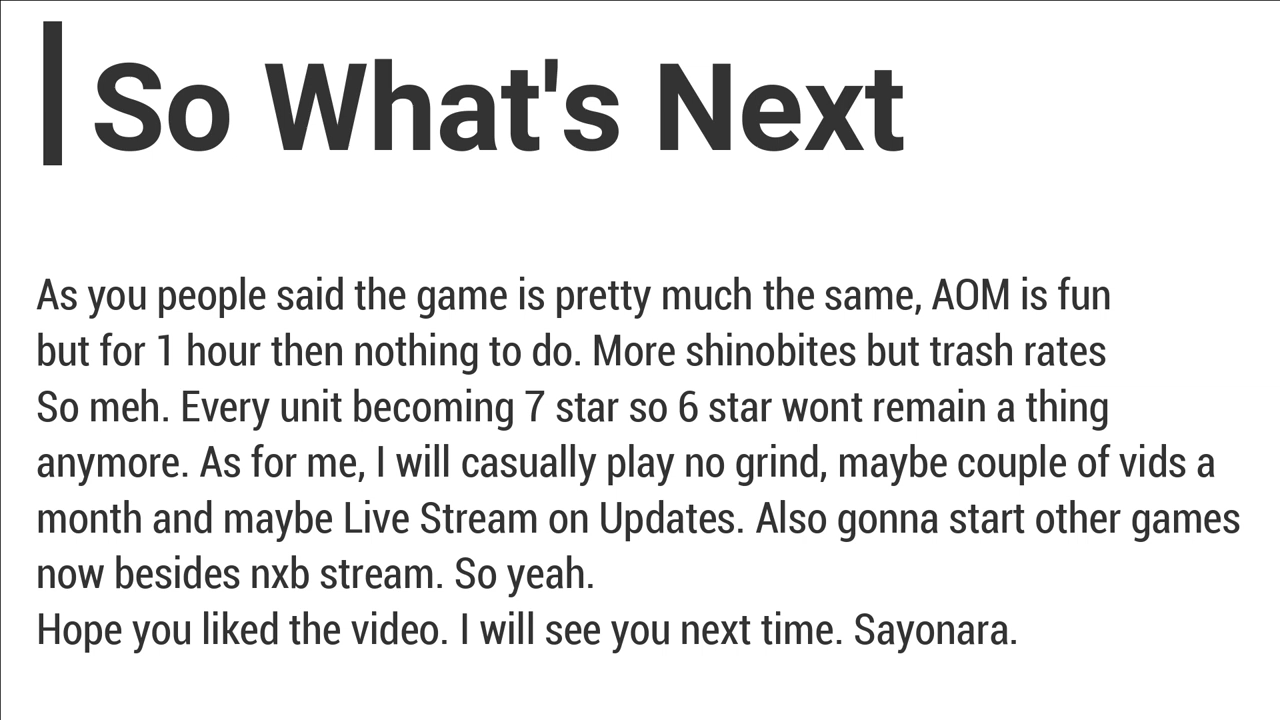 So What's Next
As you people said the game is pretty much the same, AOM is fun
but for 1 hour then nothing to do. More shinobites but trash rates
So meh. Every unit becoming 7 star so 6 star wont remain a thing
anymore. As for me, I will casually play no grind, maybe couple of vids a
month and maybe Live Stream on Updates. Also gonna start other games
now besides nxb stream. So yeah.
Hope you liked the video. I will see you next time. Sayonara.